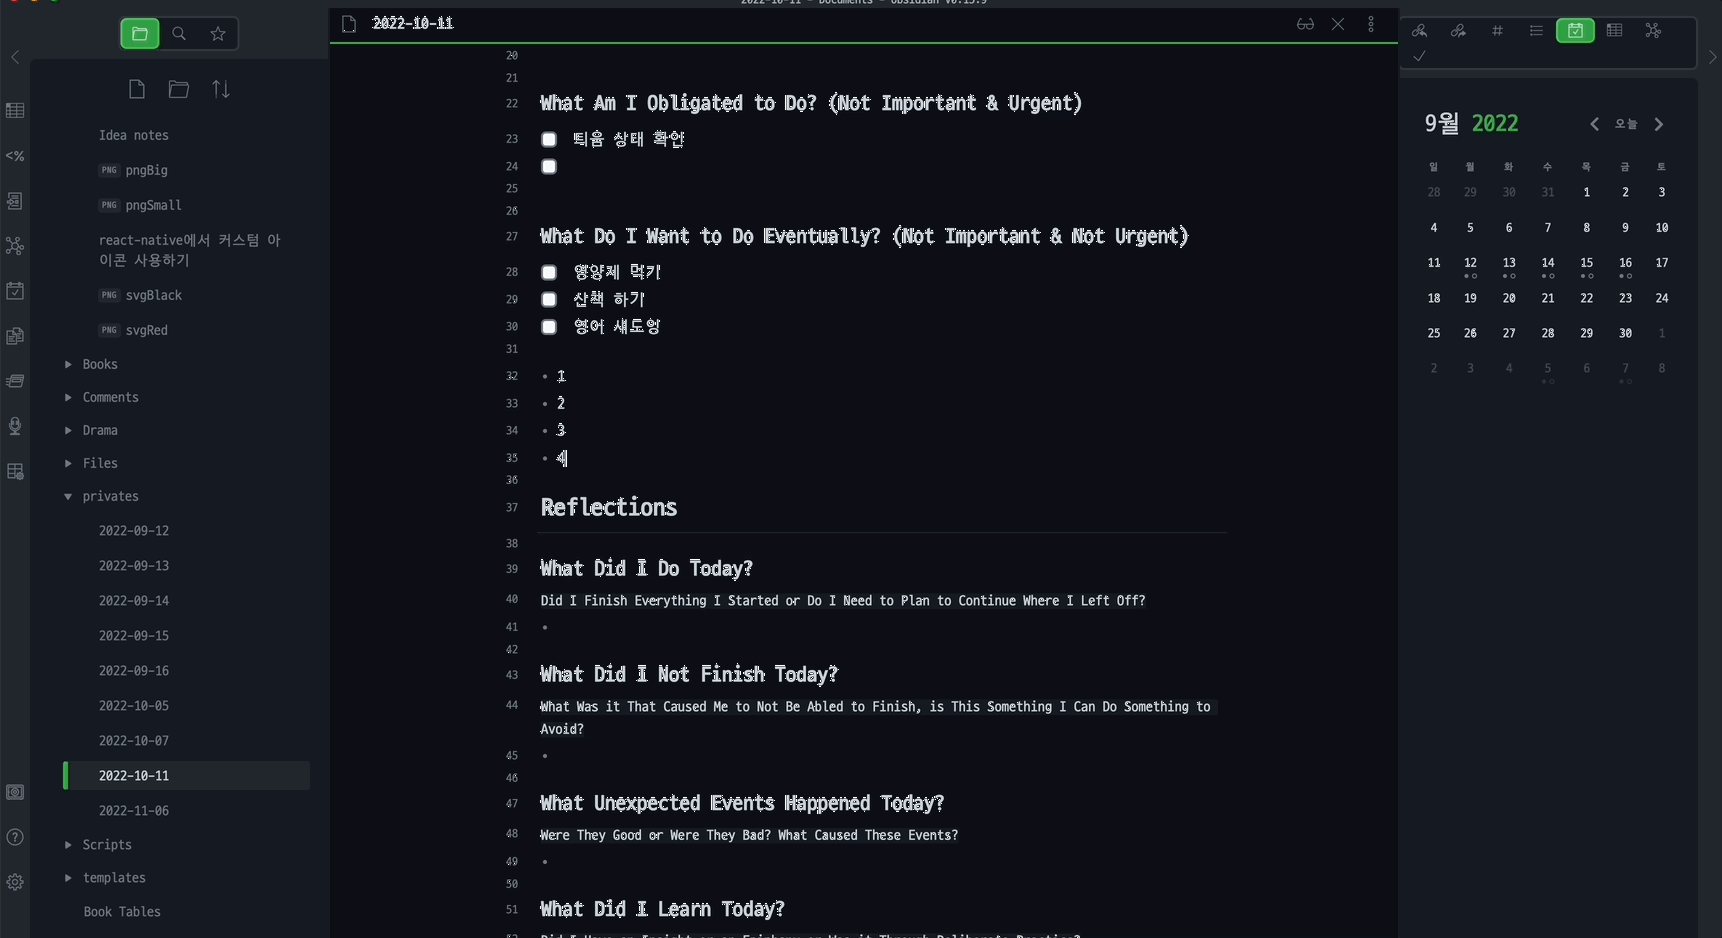 2022-10-11 - Documents - Obsidian v0.15.9
2022-10-11
Idea notes
PNG pngBig
PNG pngSmall
react-native에서 커스텀 아
이콘 사용하기
PNG svgBlack
PNG svgRed
Books
Comments
Drama
Files
privates
2022-09-12
2022-09-13
2022-09-14
2022-09-15
2022-09-16
2022-10-05
2022-10-07
2022-10-11
2022-11-06
Scripts
templates
Book Tables
20
21
22 What Am I Obligated to Do? (Not Important & Urgent)
23 퇴움 상태 확인
24
25
26
27 What Do I Want to Do Eventually? (Not Important & Not Urgent)
28 영양제 먹기
29 산책 하기
30 영어 섀도잉
31
32 • 1
33 • 2
34 • 3
35 • 4
36
37 Reflections
38
39 What Did I Do Today?
40 Did I Finish Everything I Started or Do I Need to Plan to Continue Where I Left Off?
41 •
42
43 What Did I Not Finish Today?
44 What Was it That Caused Me to Not Be Abled to Finish, is This Something I Can Do Something to
Avoid?
45 •
46
47 What Unexpected Events Happened Today?
48 Were They Good or Were They Bad? What Caused These Events?
49 •
50
51 What Did I Learn Today?
9월 2022
오늘
일 월 화 수 목 금 토
28 29 30 31 1 2 3
4 5 6 7 8 9 10
11 12 13 14 15 16 17
18 19 20 21 22 23 24
25 26 27 28 29 30 1
2 3 4 5 6 7 8